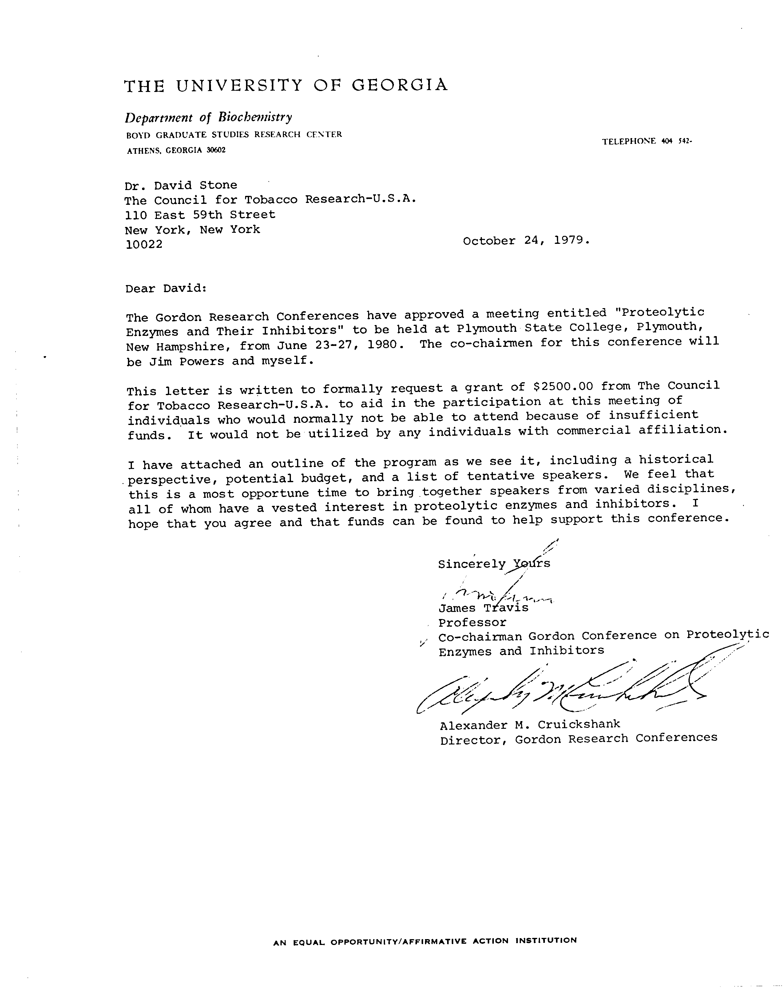 THE UNIVERSITY OF GEORGIA
Department of Biochemistry
BOYD GRADUATE STUDIES RESEARCH CENTER
ATHENS, GEORGIA 30602
TELEPHONE 404 542-
Dr. David Stone
The Council for Tobacco Research-U.S.A.
110 East 59th Street
New York, New York
10022
October 24, 1979.
Dear David:
The Gordon Research Conferences have approved a meeting entitled "Proteolytic
Enzymes and Their Inhibitors" to be held at Plymouth State College, Plymouth,
New Hampshire, from June 23-27, 1980. The co-chairmen for this conference will
be Jim Powers and myself.
This letter is written to formally request a grant of $2500.00 from The Council
for Tobacco Research-U.S.A. to aid in the participation at this meeting of
individuals who would normally not be able to attend because of insufficient
funds. It would not be utilized by any individuals with commercial affiliation.
I have attached an outline of the program as we see it, including a historical
perspective, potential budget, and a list of tentative speakers. We feel that
this is a most opportune time to bring together speakers from varied disciplines,
all of whom have a vested interest in proteolytic enzymes and inhibitors. I
hope that you agree and that funds can be found to help support this conference.
Sincerely Yours
James Travis
Professor
Co-chairman Gordon Conference on Proteolytic
Enzymes and Inhibitors
Alexander M. Cruickshank
Director, Gordon Research Conferences
AN EQUAL OPPORTUNITY/AFFIRMATIVE ACTION INSTITUTION